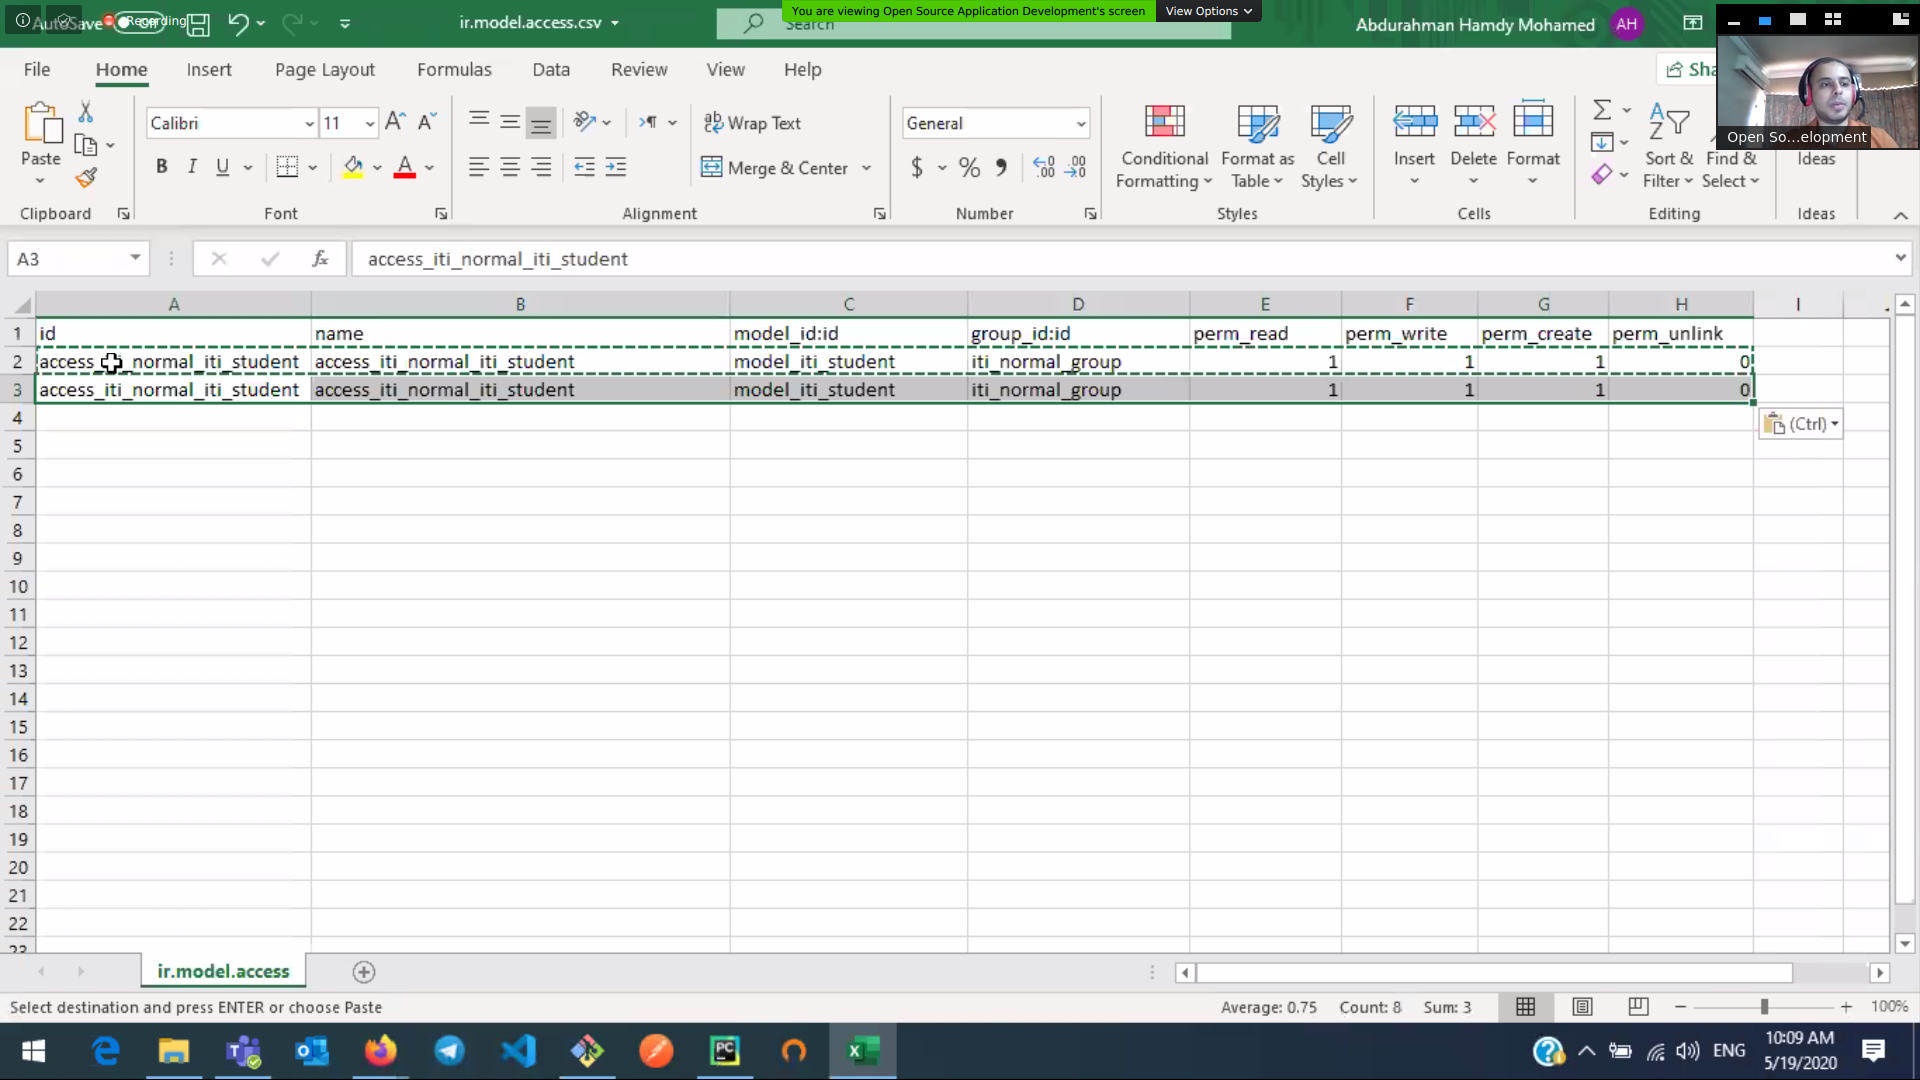 AutoSave On Recording
ir.model.access.csv
You are viewing Open Source Application Development's screen View Options
Search
Abdurahman Hamdy Mohamed AH
File Home Insert Page Layout Formulas Data Review View Help
Sha
Open So...elopment
Calibri 11 Wrap Text General
Paste
B I U Merge & Center $ %
Conditional Formatting Format as Table Cell Styles
Insert Delete Format
Sort & Filter Find & Select Ideas
Clipboard Font Alignment Number Styles Cells Editing Ideas
A3 fx access_iti_normal_iti_student
A B C D E F G H I
1 id name model_id:id group_id:id perm_read perm_write perm_create perm_unlink
2 access_iti_normal_iti_student access_iti_normal_iti_student model_iti_student iti_normal_group 1 1 1 0
3 access_iti_normal_iti_student access_iti_normal_iti_student model_iti_student iti_normal_group 1 1 1 0
4
(Ctrl)
5
6
7
8
9
10
11
12
13
14
15
16
17
18
19
20
21
22
23
ir.model.access
Select destination and press ENTER or choose Paste Average: 0.75 Count: 8 Sum: 3 100%
ENG 10:09 AM
5/19/2020